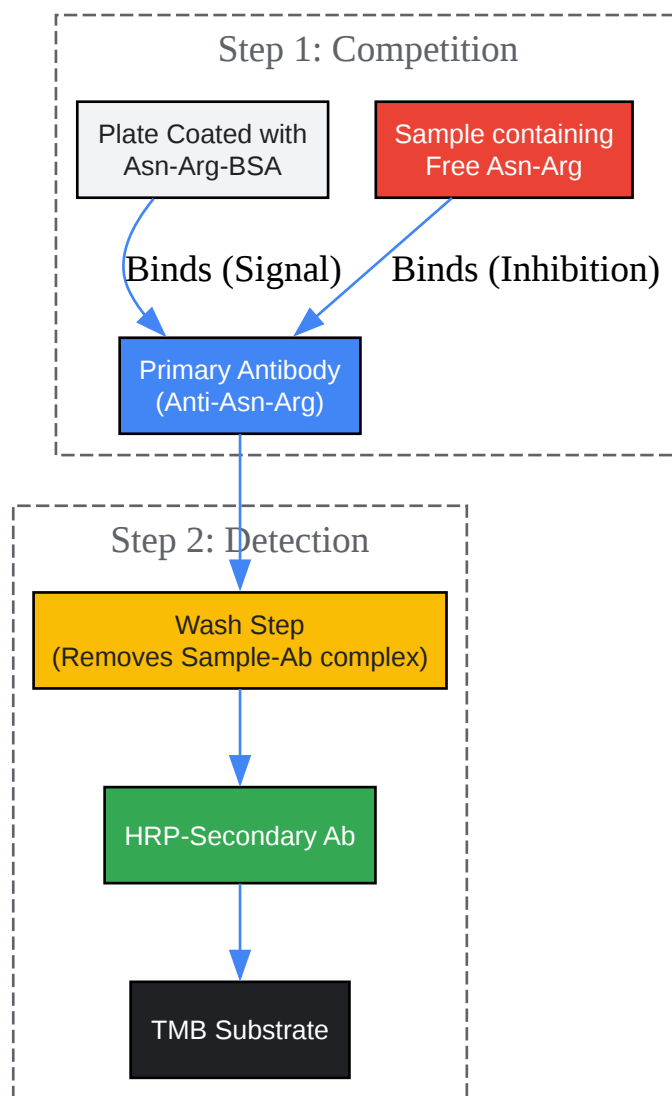 Step 1: Competition
Plate Coated with
Asn-Arg-BSA
Sample containing
Free Asn-Arg
Binds (Signal)
Binds (Inhibition)
Primary Antibody
(Anti-Asn-Arg)
Step 2: Detection
Wash Step
(Removes Sample-Ab complex)
HRP-Secondary Ab
TMB Substrate